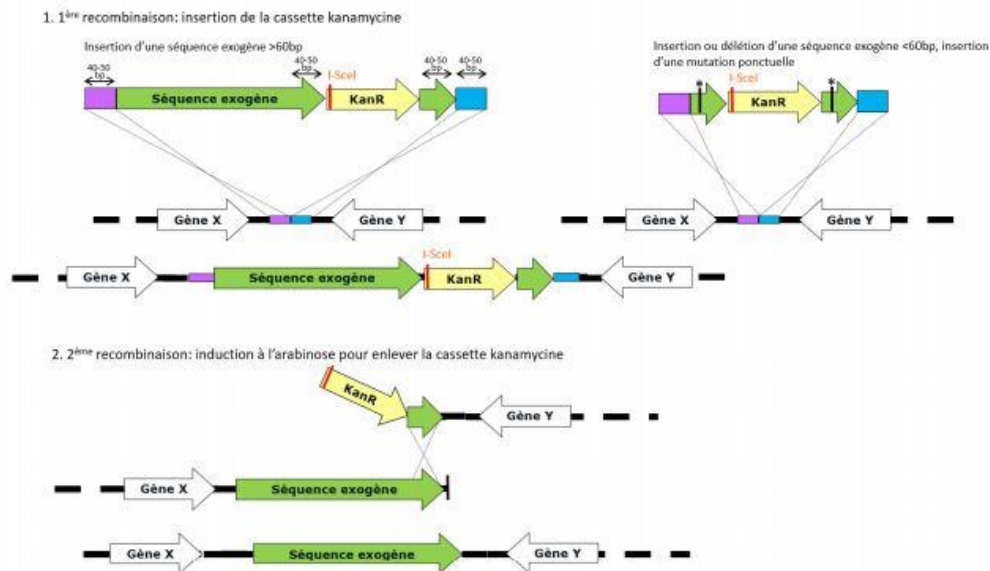 1. 1ère recombinaison: insertion de la cassette kanamycine
Insertion d'une séquence exogène >60bp
40-50 bp
40-50 bp
40-50 bp
40-50 bp
I-SceI
Séquence exogène
KanR
Gène X
Gène Y
Insertion ou délétion d'une séquence exogène <60bp, insertion
d'une mutation ponctuelle
*
I-SceI
*
KanR
Gène X
Gène Y
I-SceI
Gène X
Séquence exogène
KanR
Gène Y
2. 2ème recombinaison: induction à l'arabinose pour enlever la cassette kanamycine
KanR
Gène Y
Gène X
Séquence exogène
Gène X
Séquence exogène
Gène Y